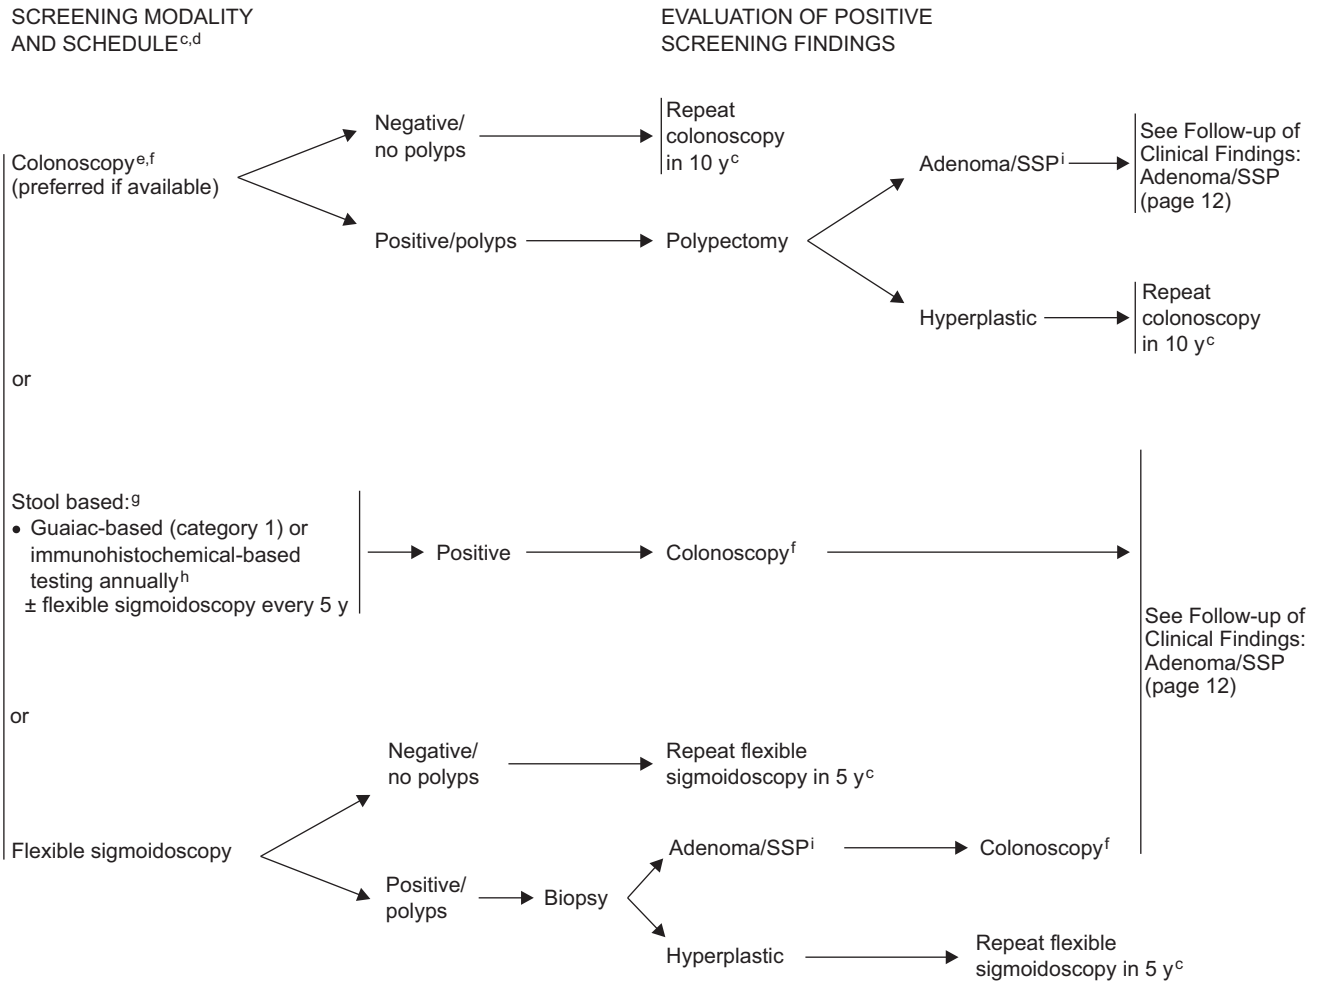 SCREENING MODALITY
AND SCHEDULEc,d
EVALUATION OF POSITIVE
SCREENING FINDINGS
Colonoscopye,f
(preferred if available)
Negative/
no polyps
Repeat
colonoscopy
in 10 yc
Positive/polyps
Polypectomy
Adenoma/SSPi
See Follow-up of
Clinical Findings:
Adenoma/SSP
(page 12)
Hyperplastic
Repeat
colonoscopy
in 10 yc
or
Stool based:g
• Guaiac-based (category 1) or
immunohistochemical-based
testing annuallyh
± flexible sigmoidoscopy every 5 y
Positive
Colonoscopyf
See Follow-up of
Clinical Findings:
Adenoma/SSP
(page 12)
or
Flexible sigmoidoscopy
Negative/
no polyps
Repeat flexible
sigmoidoscopy in 5 yc
Positive/
polyps
Biopsy
Adenoma/SSPi
Colonoscopyf
Hyperplastic
Repeat flexible
sigmoidoscopy in 5 yc